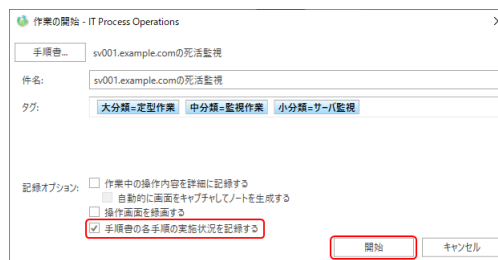 作業の開始 - IT Process Operations
手順書... sv001.example.comの死活監視
件名: sv001.example.comの死活監視
タグ: 大分類=定型作業 中分類=監視作業 小分類=サーバ監視
記録オプション: 作業中の操作内容を詳細に記録する
自動的に画面をキャプチャしてノートを生成する
操作画面を録画する
手順書の各手順の実施状況を記録する
開始 キャンセル